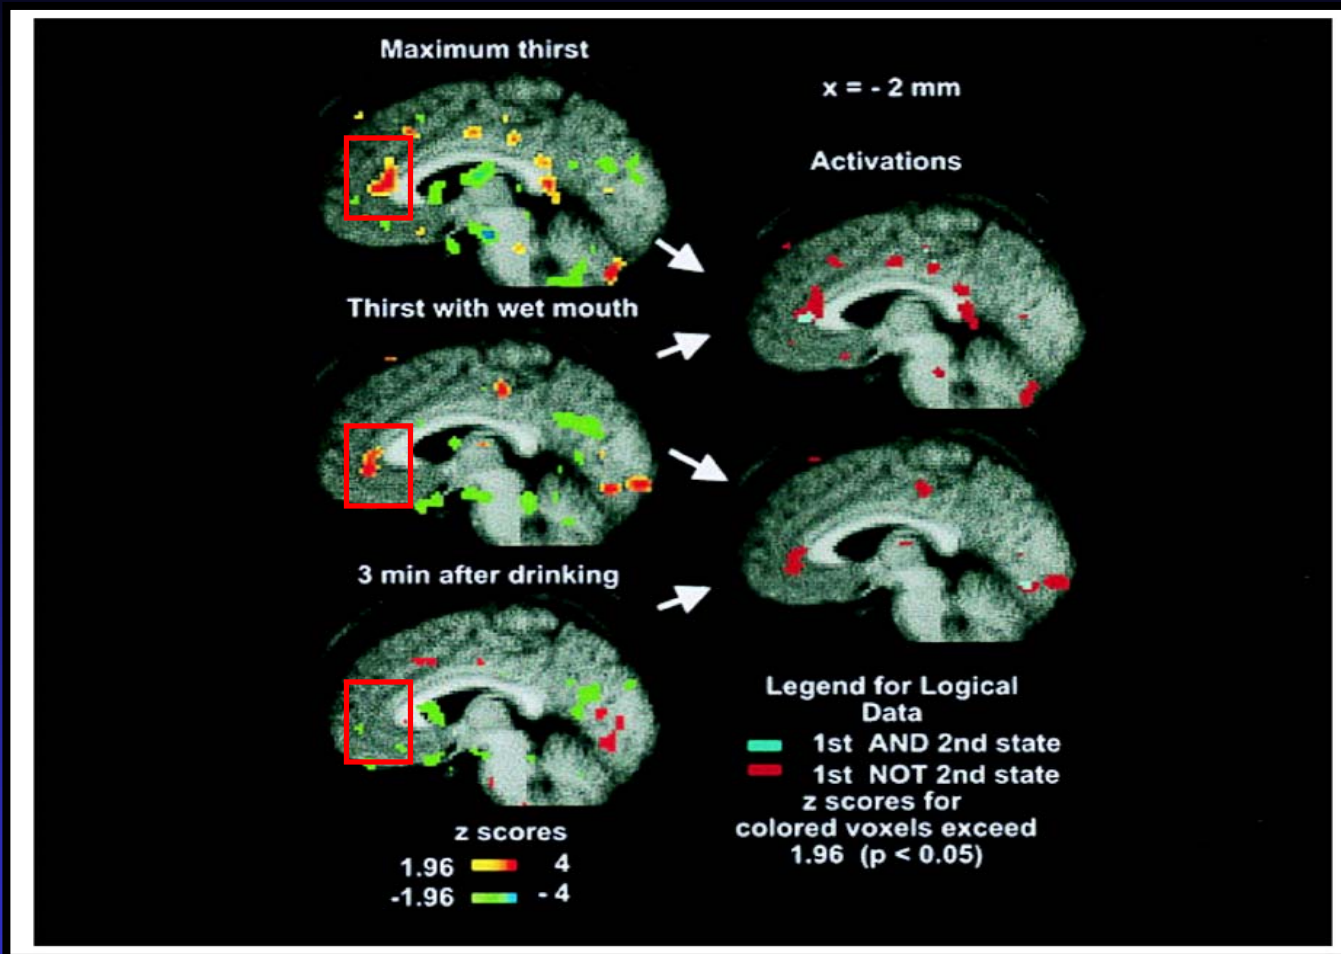 Maximum thirst
x = - 2 mm
Activations
Thirst with wet mouth
3 min after drinking
Legend for Logical
Data
1st AND 2nd state
1st NOT 2nd state
z scores for
colored voxels exceed
1.96 (p < 0.05)
z scores
1.96 4
-1.96 - 4